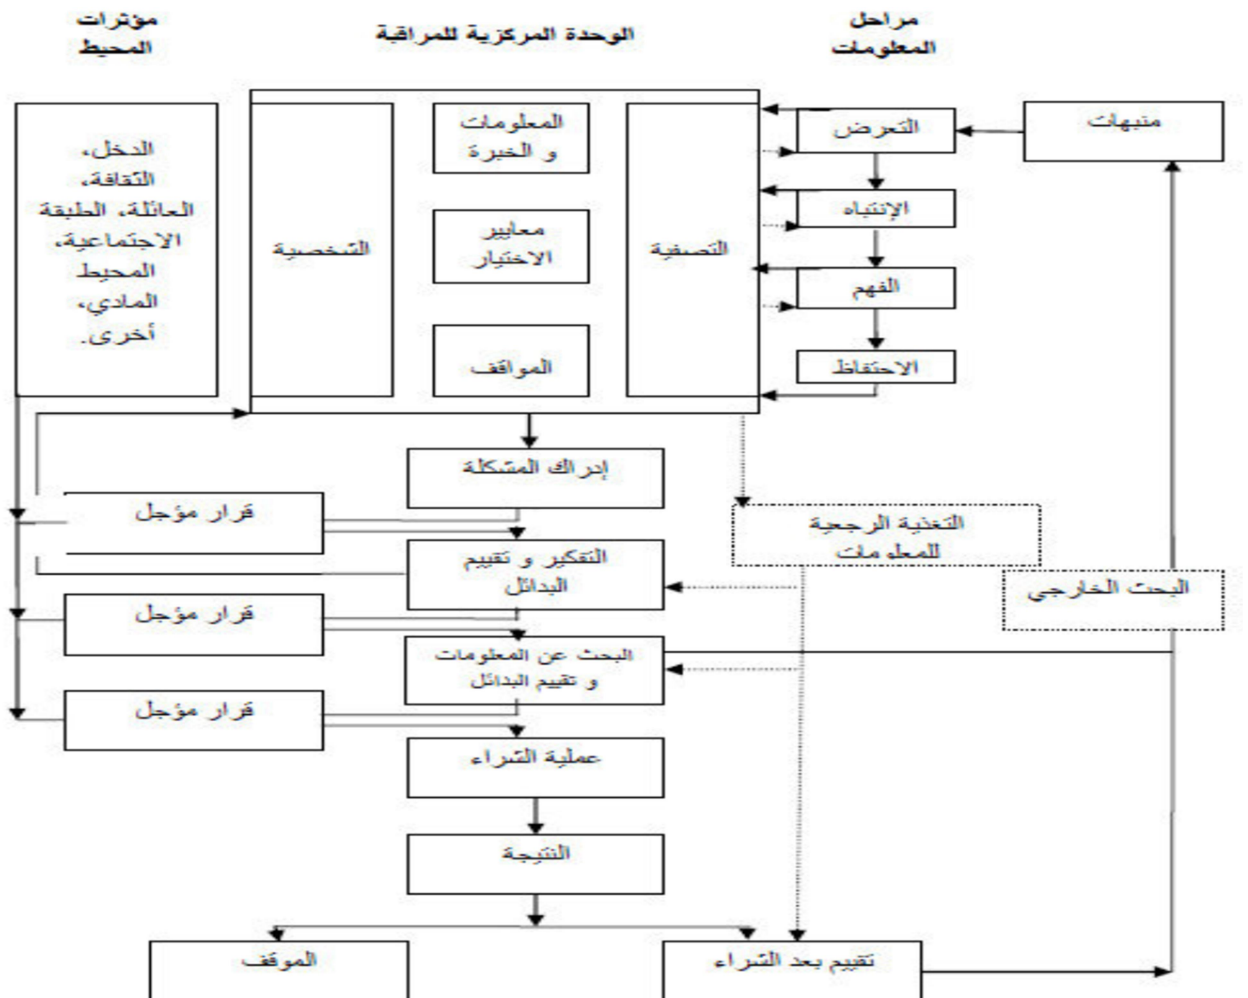 مراحل
المعلومات
الوحدة المركزية للمراقبة
مؤثرات
المحيط
منبهات
التعرض
الإنتباه
الفهم
الاحتفاظ
التصفية
المعلومات
و الخبرة
معايير
الاختيار
المواقف
الشخصية
الدخل،
الثقافة،
العائلة، الطبقة
الاجتماعية،
المحيط
المادي،
أخرى.
إدراك المشكلة
قرار مؤجل
التغذية الرجعية
للمعلومات
التفكير و تقييم
البدائل
البحث الخارجي
قرار مؤجل
البحث عن المعلومات
و تقييم البدائل
قرار مؤجل
عملية الشراء
النتيجة
تقييم بعد الشراء
الموقف